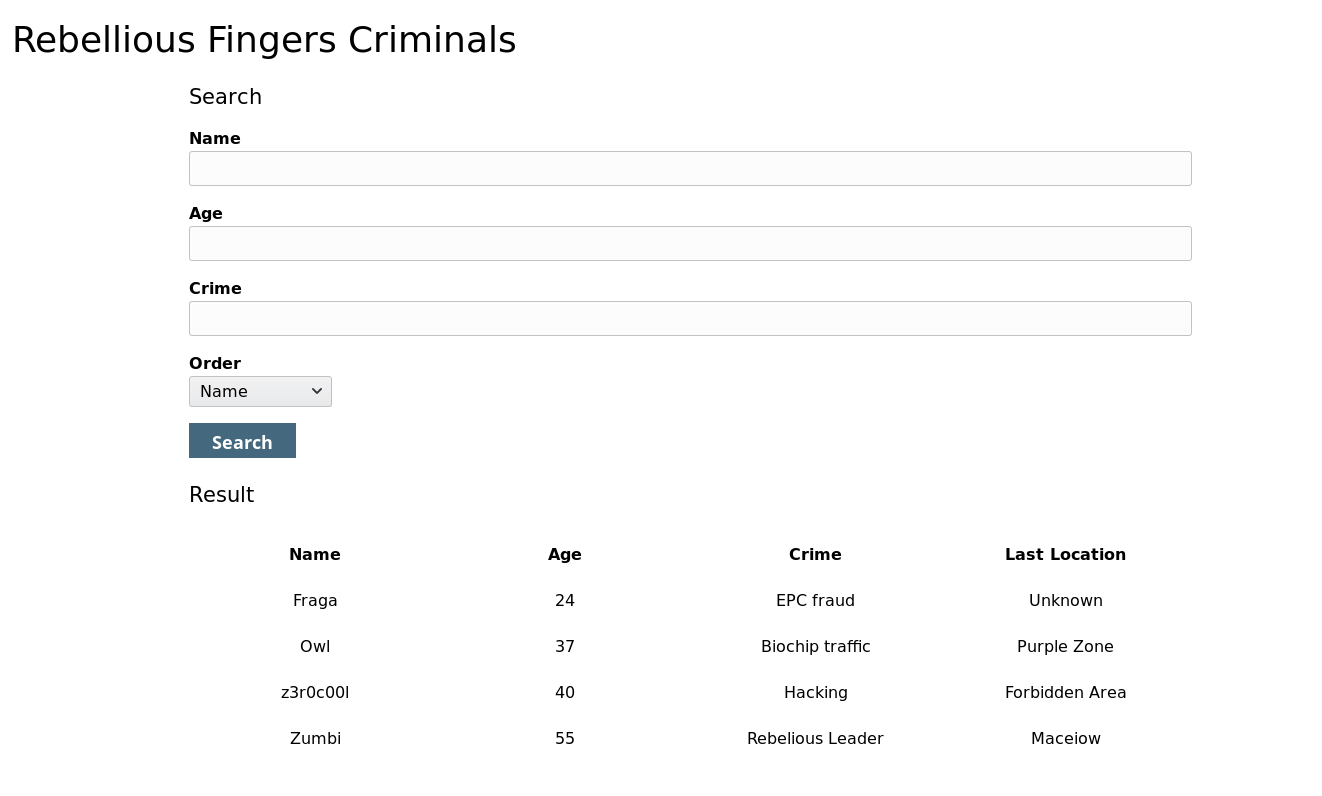 Rebellious Fingers Criminals
Search
Name
Age
Crime
Order
Name
Search
Result
Name Age Crime Last Location
Fraga 24 EPC fraud Unknown
Owl 37 Biochip traffic Purple Zone
z3r0c00l 40 Hacking Forbidden Area
Zumbi 55 Rebelious Leader Maceiow